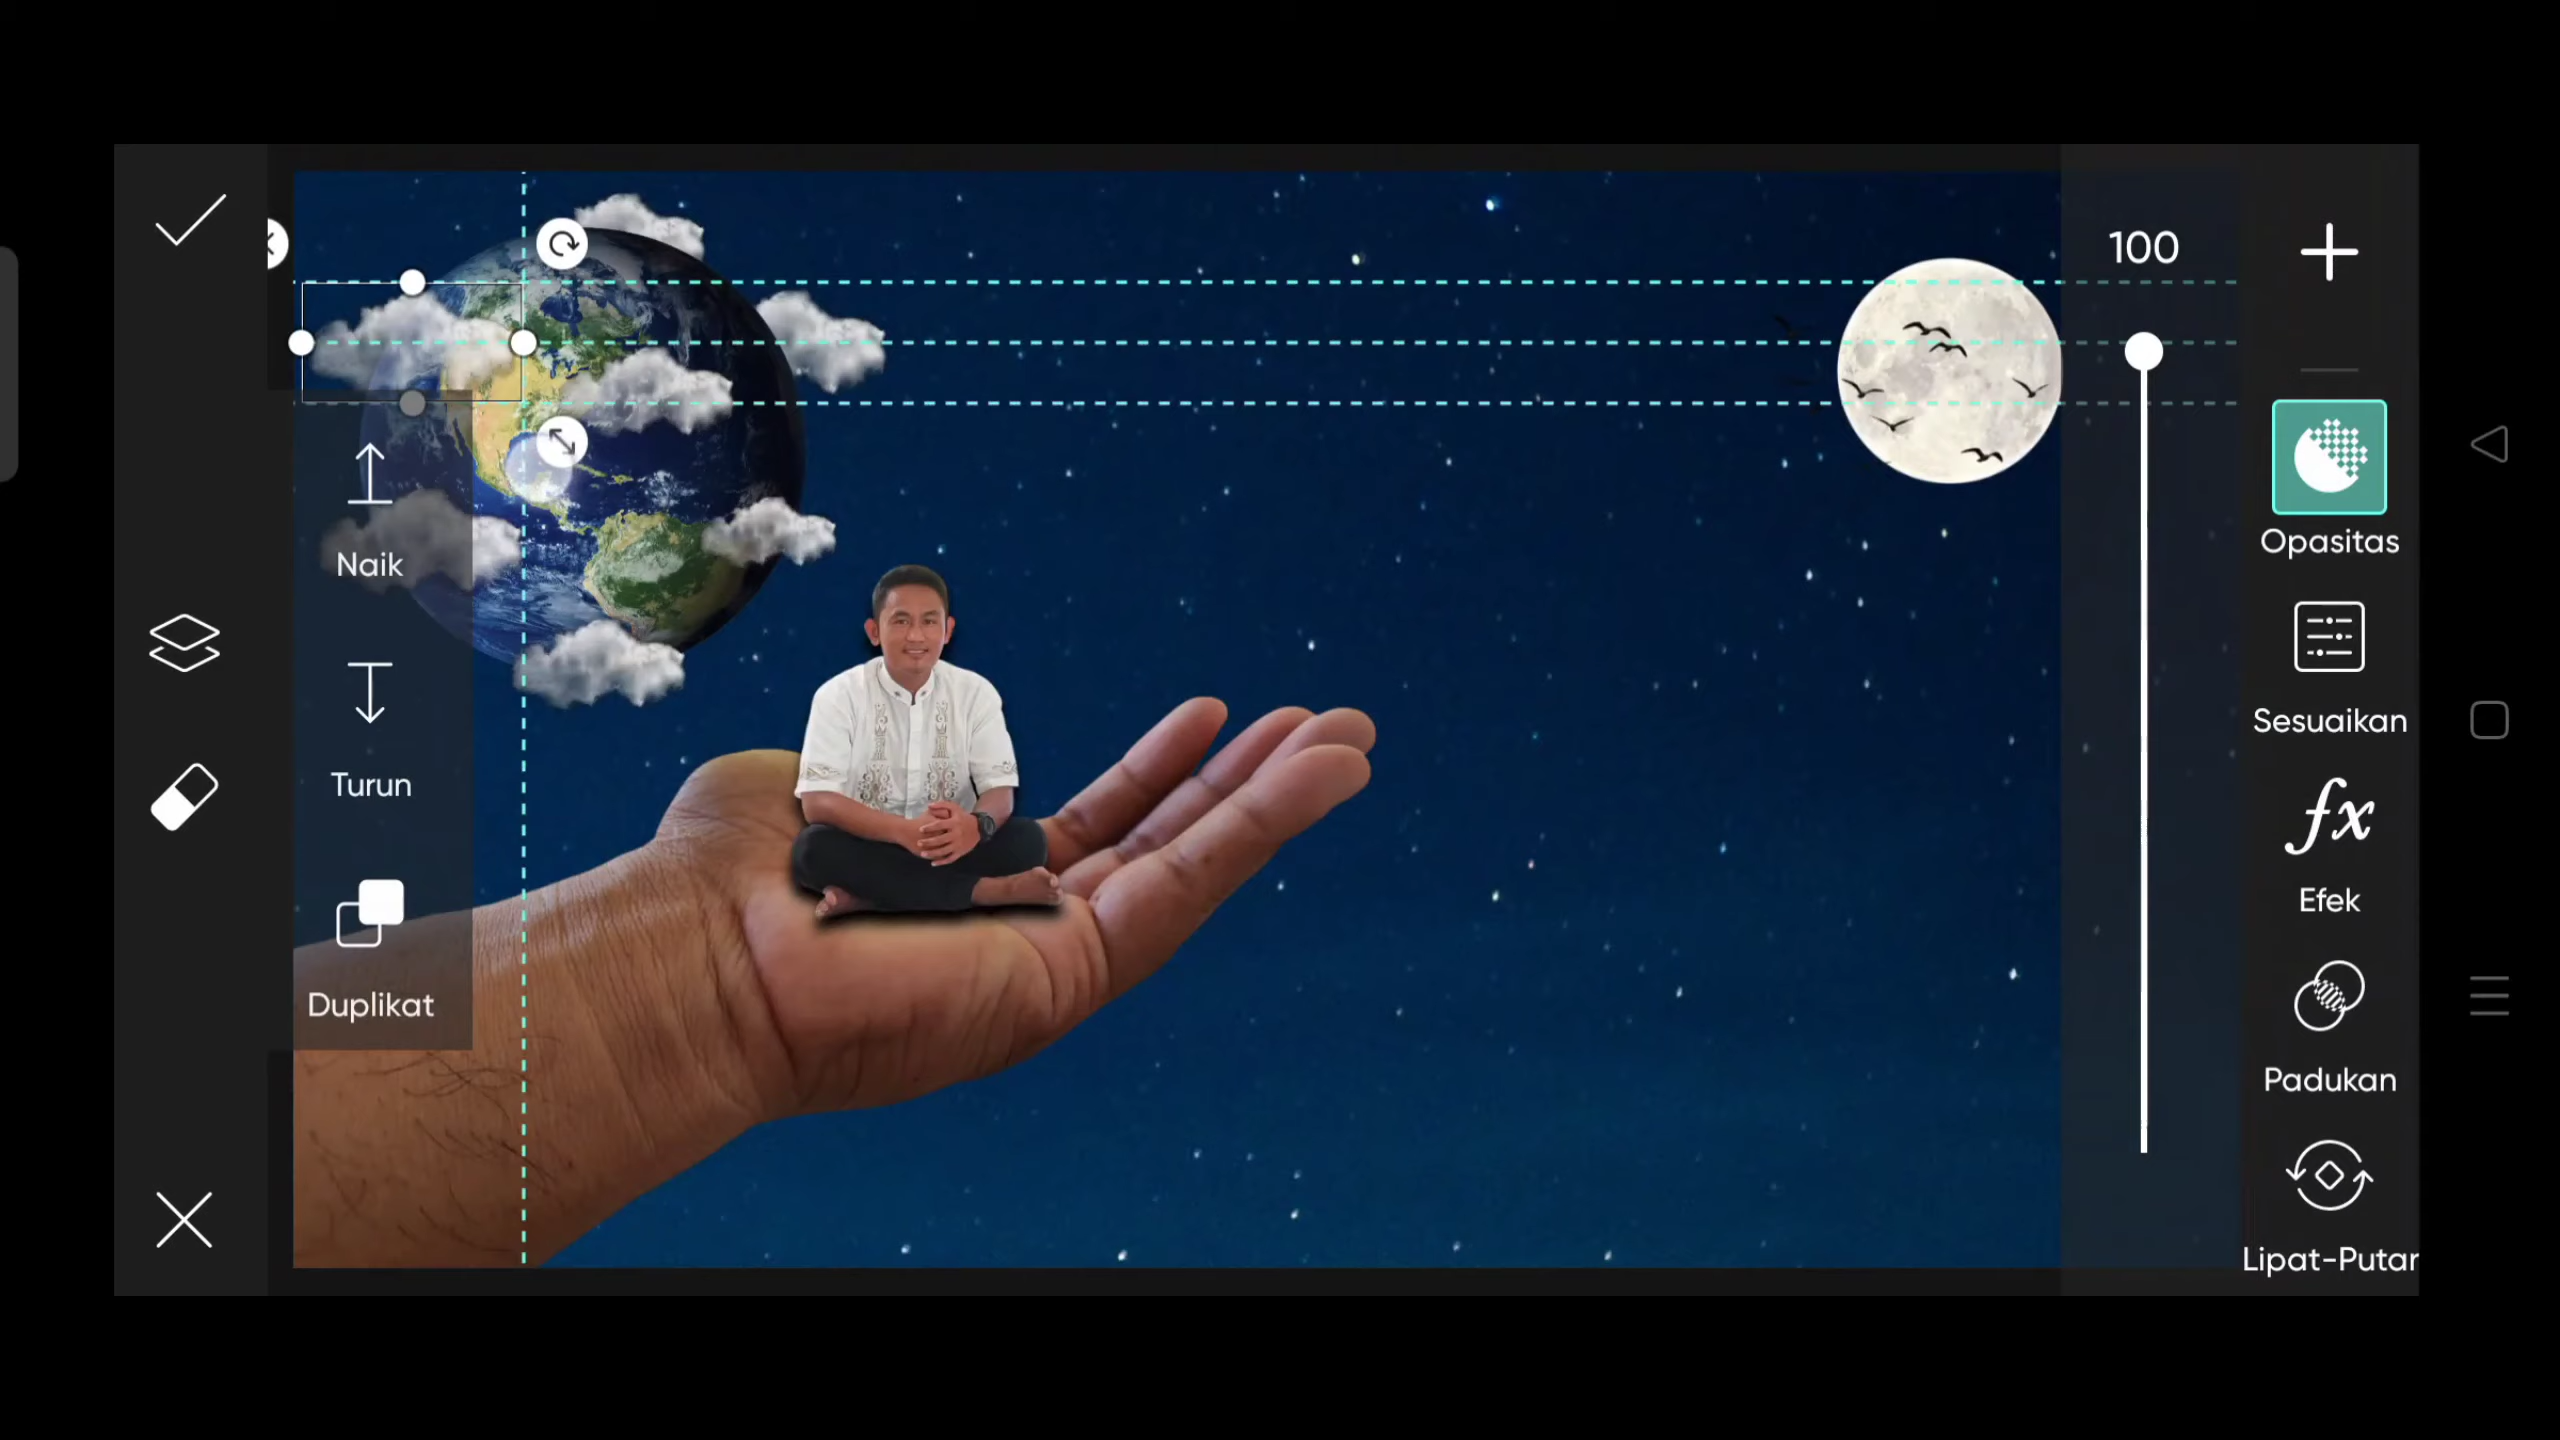 100
Opasitas
Naik
Sesuaikan
Turun
fx
Efek
Duplikat
Padukan
Lipat-Putar